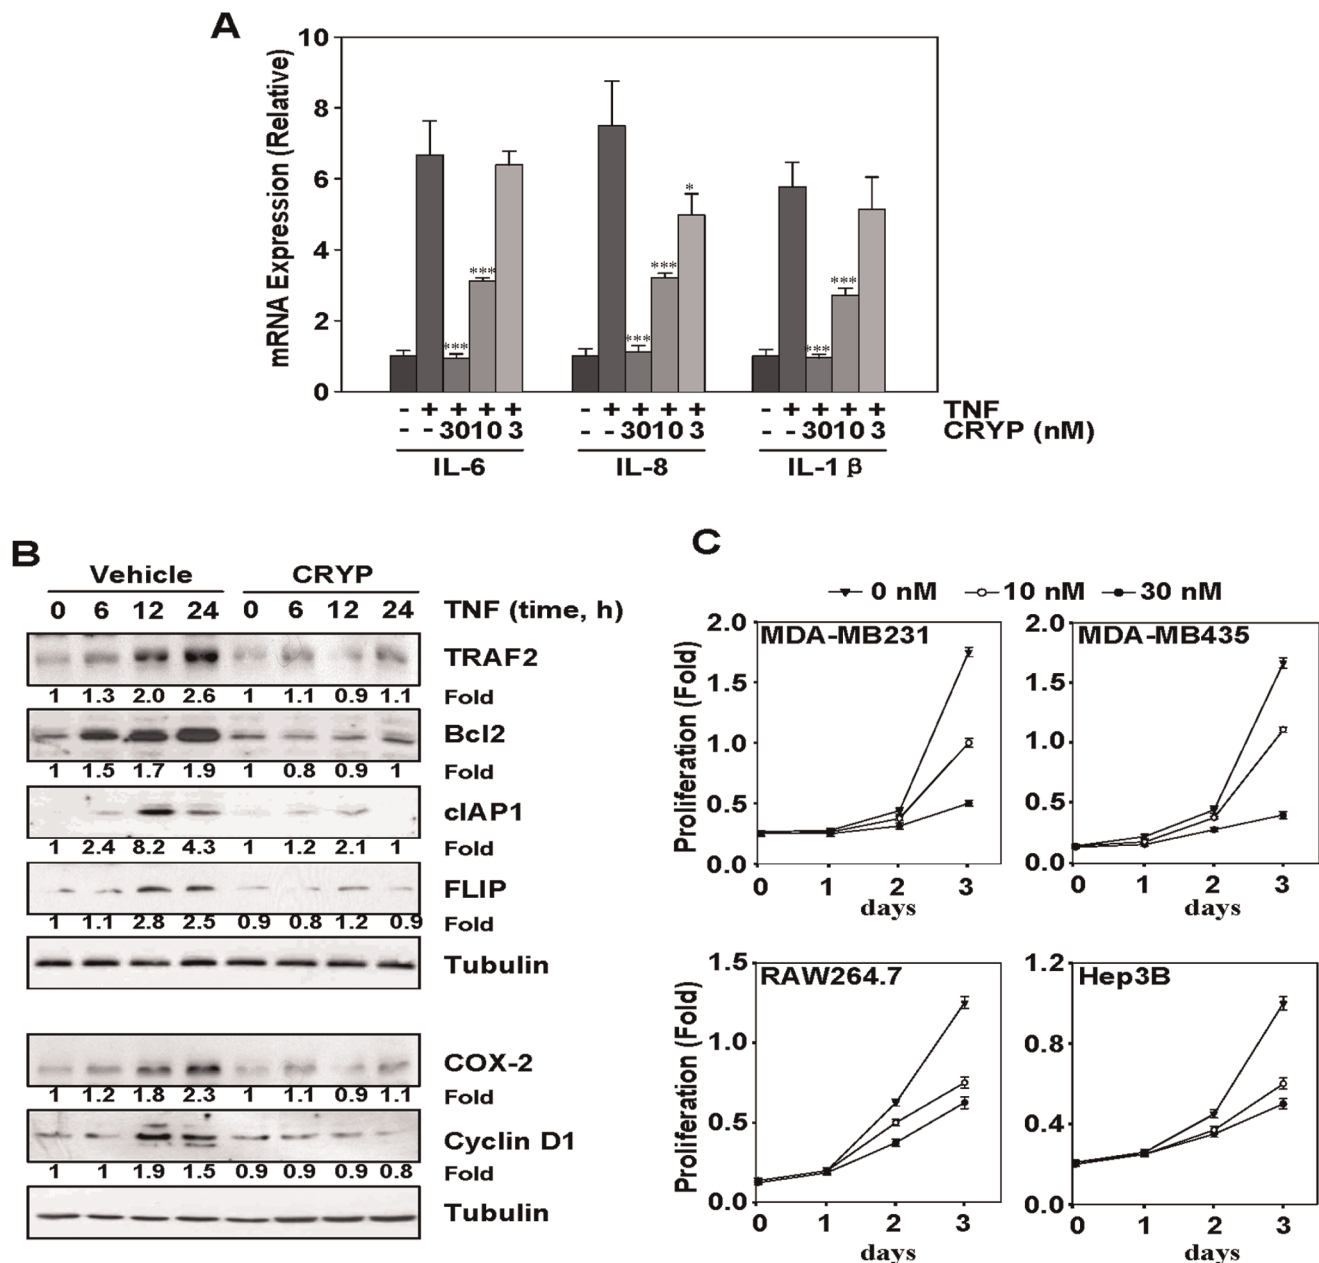 A
10
8
6
4
2
0
mRNA Expression (Relative)
***
***
***
***
*
***
***
- + + + + - + + + + - + + + + TNF
- - 30 10 3 - - 30 10 3 - - 30 10 3 CRYP (nM)
IL-6 IL-8 IL-1 β
B
Vehicle CRYP
0 6 12 24 0 6 12 24 TNF (time, h)
TRAF2
1 1.3 2.0 2.6 1 1.1 0.9 1.1 Fold
Bcl2
1 1.5 1.7 1.9 1 0.8 0.9 1 Fold
cIAP1
1 2.4 8.2 4.3 1 1.2 2.1 1 Fold
FLIP
1 1.1 2.8 2.5 0.9 0.8 1.2 0.9 Fold
Tubulin
COX-2
1 1.2 1.8 2.3 1 1.1 0.9 1.1 Fold
Cyclin D1
1 1 1.9 1.5 0.9 0.9 0.9 0.8 Fold
Tubulin
C
0 nM 10 nM 30 nM
MDA-MB231
Proliferation (Fold)
2.0
1.5
1.0
0.5
0.0
0 1 2 3
days
MDA-MB435
2.0
1.5
1.0
0.5
0.0
0 1 2 3
days
RAW264.7
Proliferation (Fold)
1.5
1.0
0.5
0.0
0 1 2 3
days
Hep3B
1.2
0.8
0.4
0.0
0 1 2 3
days